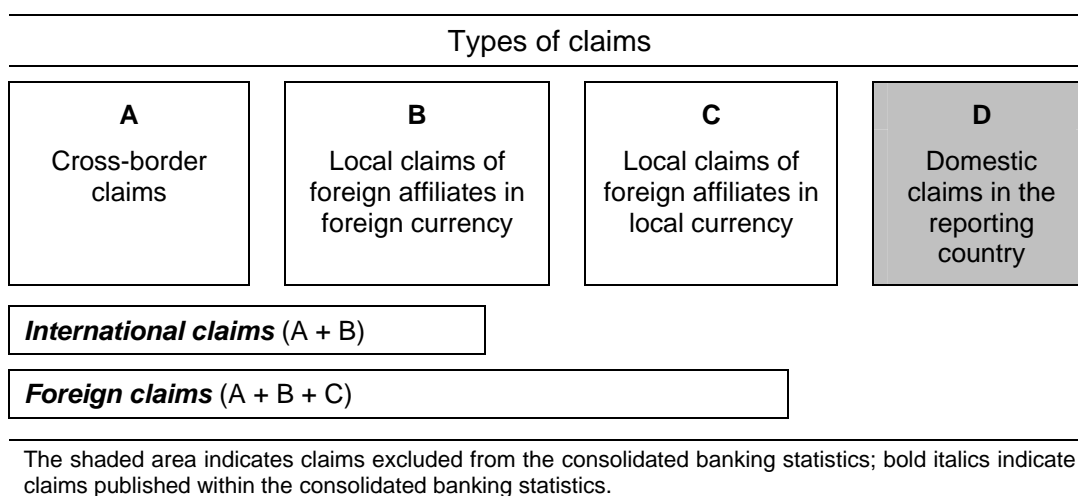 Types of claims
A
Cross-border
claims
B
Local claims of
foreign affiliates in
foreign currency
C
Local claims of
foreign affiliates in
local currency
D
Domestic
claims in the
reporting
country
International claims (A + B)
Foreign claims (A + B + C)
The shaded area indicates claims excluded from the consolidated banking statistics; bold italics indicate
claims published within the consolidated banking statistics.